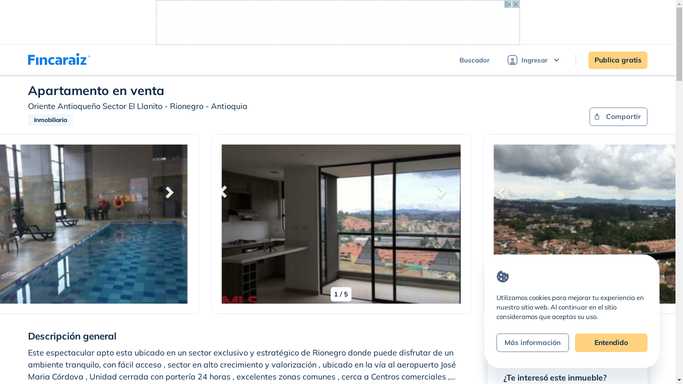 Fincaraiz
Buscador
Ingresar
Publica gratis
Apartamento en venta
Oriente Antioqueño Sector El Llanito - Rionegro - Antioquia
Inmobiliaria
Compartir
MLS
1 / 5
Utilizamos cookies para mejorar tu experiencia en
nuestro sitio web. Al continuar en el sitio
consideramos que aceptas su uso.
Más información
Entendido
Descripción general
Este espectacular apto esta ubicado en un sector exclusivo y estratégico de Rionegro donde puede disfrutar de un
ambiente tranquilo, con fácil acceso , sector en alto crecimiento y valorización , ubicado en la vía al aeropuerto José
Maria Córdova , Unidad cerrada con portería 24 horas , excelentes zonas comunes , cerca a Centros comerciales ,...
¿Te interesó este inmueble?